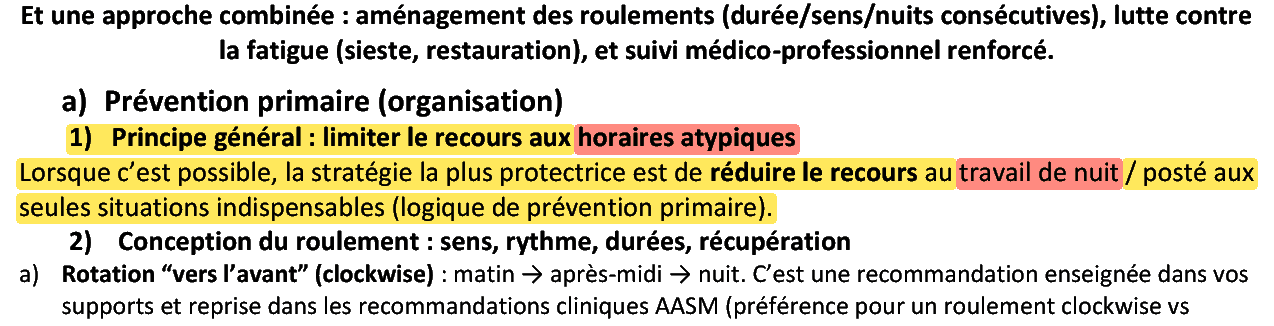 Et une approche combinée : aménagement des roulements (durée/sens/nuits consécutives), lutte contre
la fatigue (sieste, restauration), et suivi médico-professionnel renforcé.
a) Prévention primaire (organisation)
1) Principe général : limiter le recours aux horaires atypiques
Lorsque c’est possible, la stratégie la plus protectrice est de réduire le recours au travail de nuit / posté aux
seules situations indispensables (logique de prévention primaire).
2) Conception du roulement : sens, rythme, durées, récupération
a) Rotation “vers l’avant” (clockwise) : matin → après-midi → nuit. C’est une recommandation enseignée dans vos
supports et reprise dans les recommandations cliniques AASM (préférence pour un roulement clockwise vs